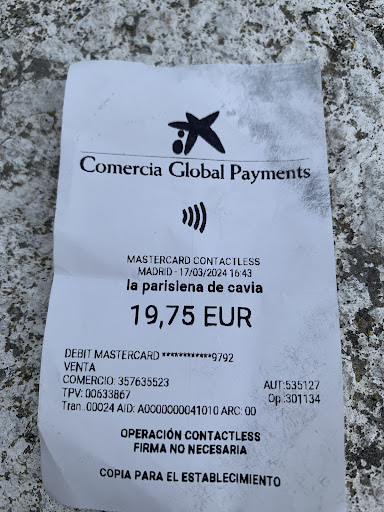 Comercia Global Payments
MASTERCARD CONTACTLESS
MADRID - 17/03/2024 16:43
la parisiena de cavia
19,75 EUR
DEBIT MASTERCARD ************9792
VENTA
COMERCIO: 357635523 AUT:535127
TPV: 00633867 Op.:301134
Tran. 00024 AID: A0000000041010 ARC: 00
OPERACIÓN CONTACTLESS
FIRMA NO NECESARIA
COPIA PARA EL ESTABLECIMIENTO